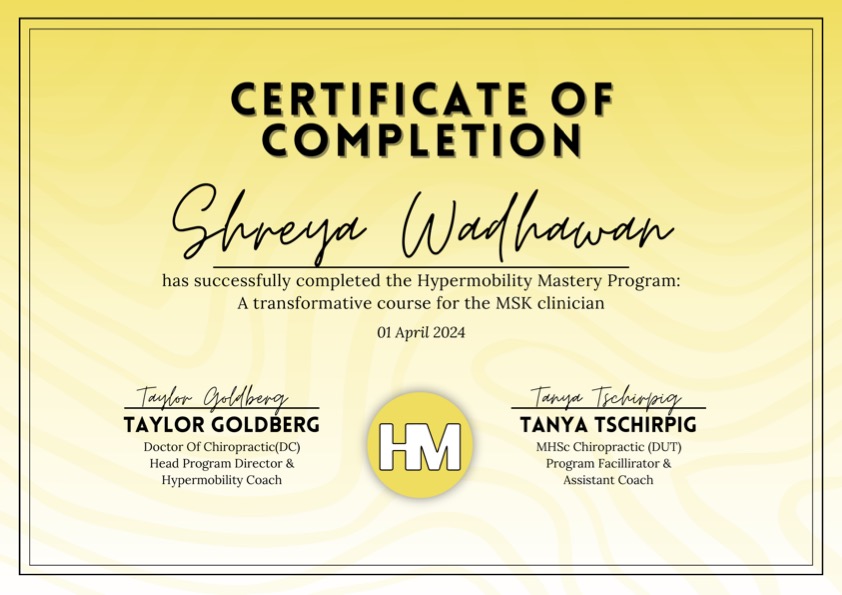 CERTIFICATE OF
COMPLETION
Shreya Wadhawan
has successfully completed the Hypermobility Mastery Program:
A transformative course for the MSK clinician
01 April 2024
Taylor Goldberg
TAYLOR GOLDBERG
Doctor Of Chiropractic(DC)
Head Program Director &
Hypermobility Coach
HM
Tanya Tschirpig
TANYA TSCHIRPIG
MHSc Chiropractic (DUT)
Program Facillirator &
Assistant Coach